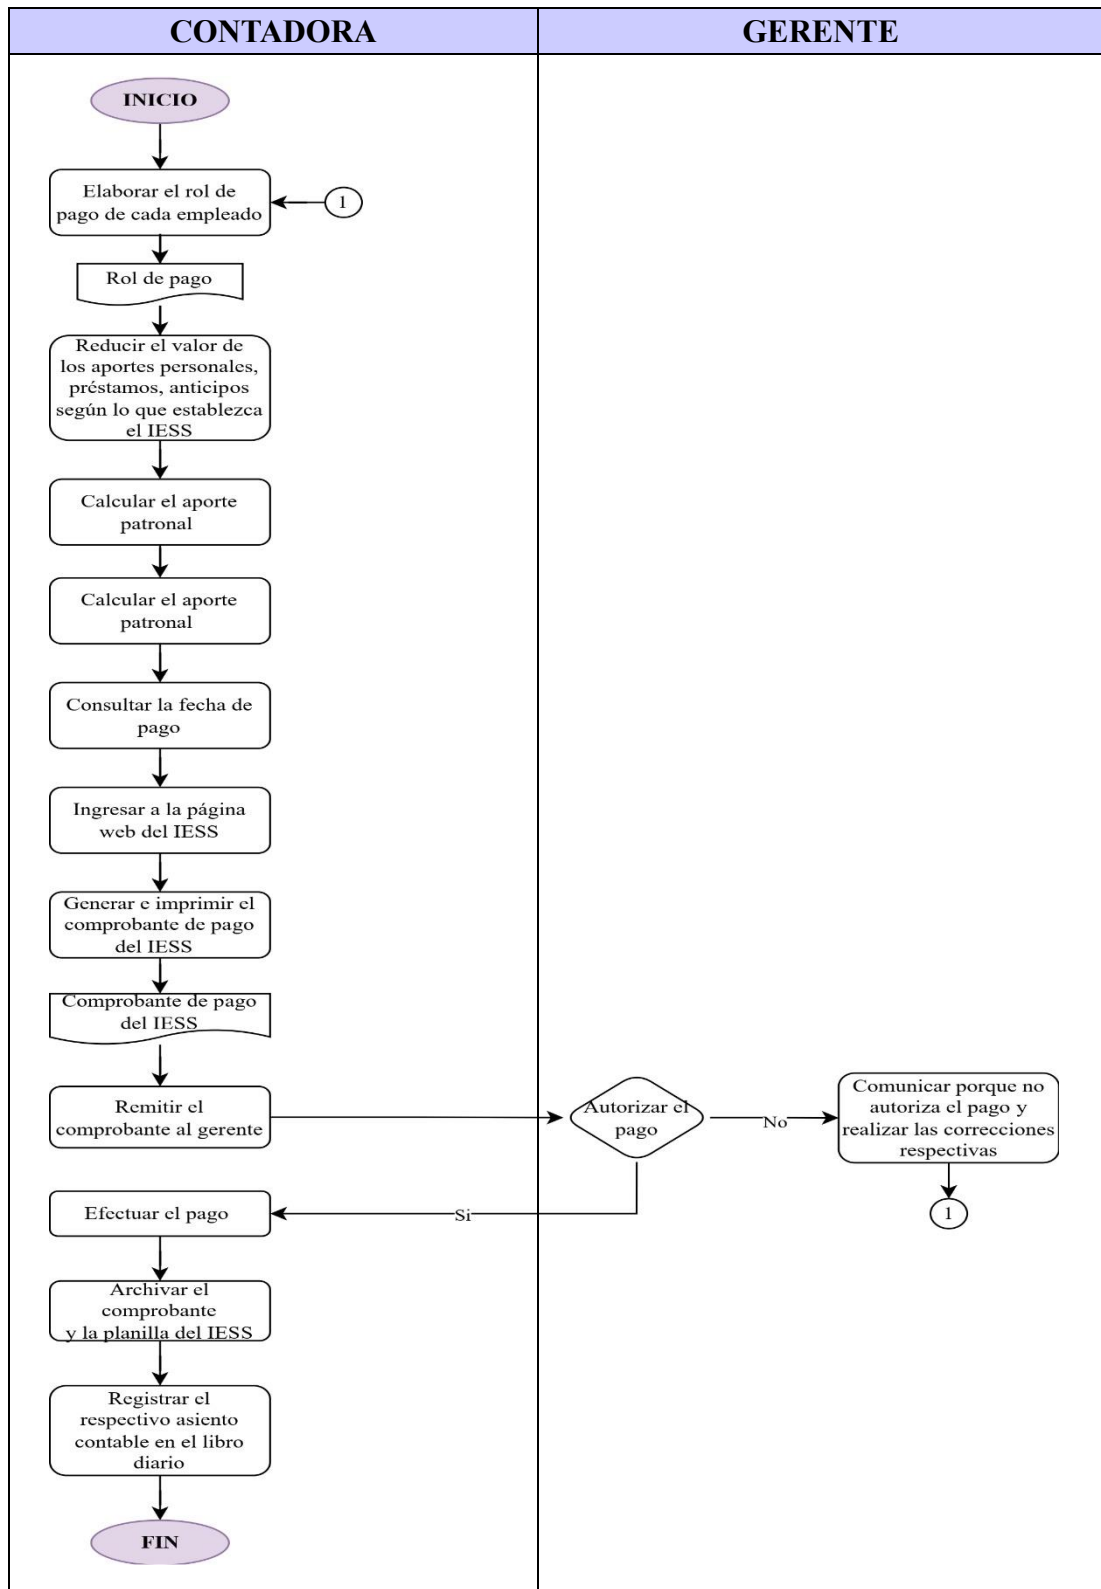 CONTADORA
GERENTE
INICIO
Elaborar el rol de
pago de cada empleado
1
Rol de pago
Reducir el valor de
los aportes personales,
préstamos, anticipos
según lo que establezca
el IESS
Calcular el aporte
patronal
Calcular el aporte
patronal
Consultar la fecha de
pago
Ingresar a la página
web del IESS
Generar e imprimir el
comprobante de pago
del IESS
Comprobante de pago
del IESS
Remitir el
comprobante al gerente
Autorizar el
pago
No
Comunicar porque no
autoriza el pago y
realizar las correcciones
respectivas
1
Si
Efectuar el pago
Archivar el
comprobante
y la planilla del IESS
Registrar el
respectivo asiento
contable en el libro
diario
FIN